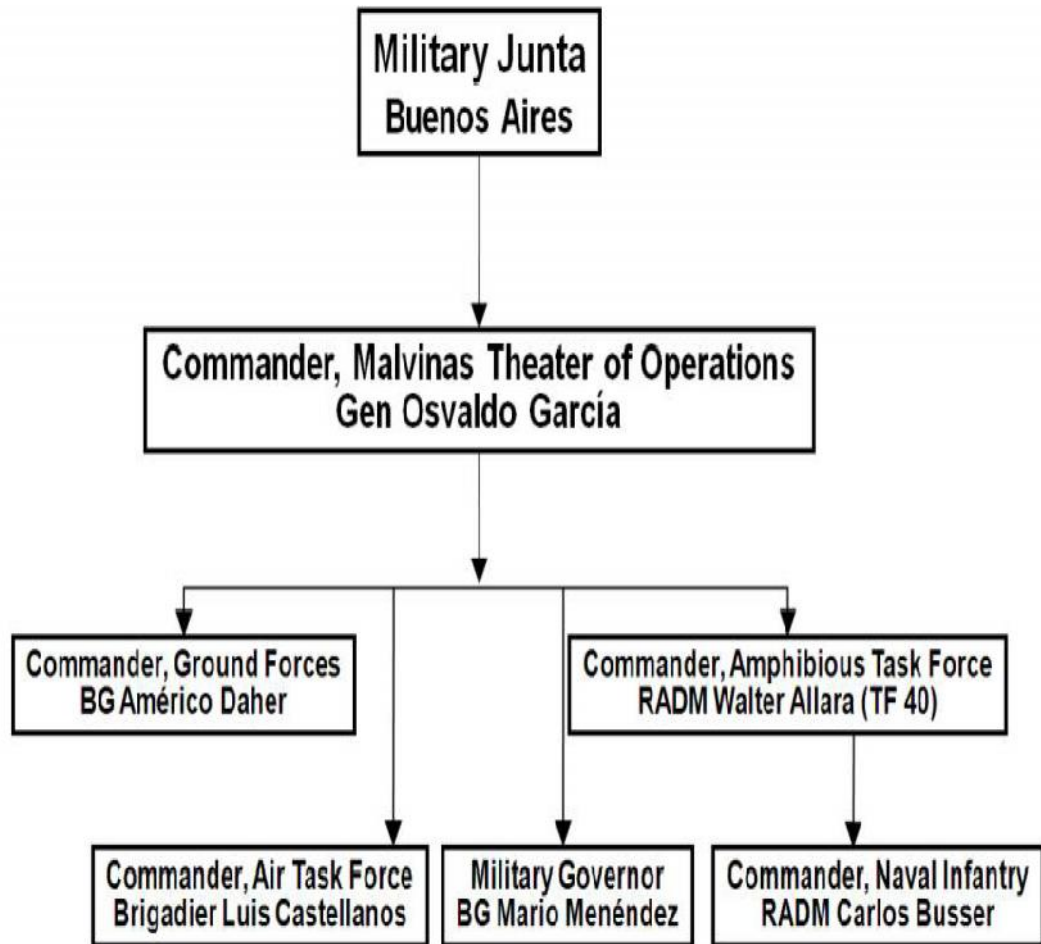 Military Junta
Buenos Aires
Commander, Malvinas Theater of Operations
Gen Osvaldo García
Commander, Ground Forces
BG Américo Daher
Commander, Amphibious Task Force
RADM Walter Allara (TF 40)
Commander, Air Task Force
Brigadier Luis Castellanos
Military Governor
BG Mario Menéndez
Commander, Naval Infantry
RADM Carlos Busser